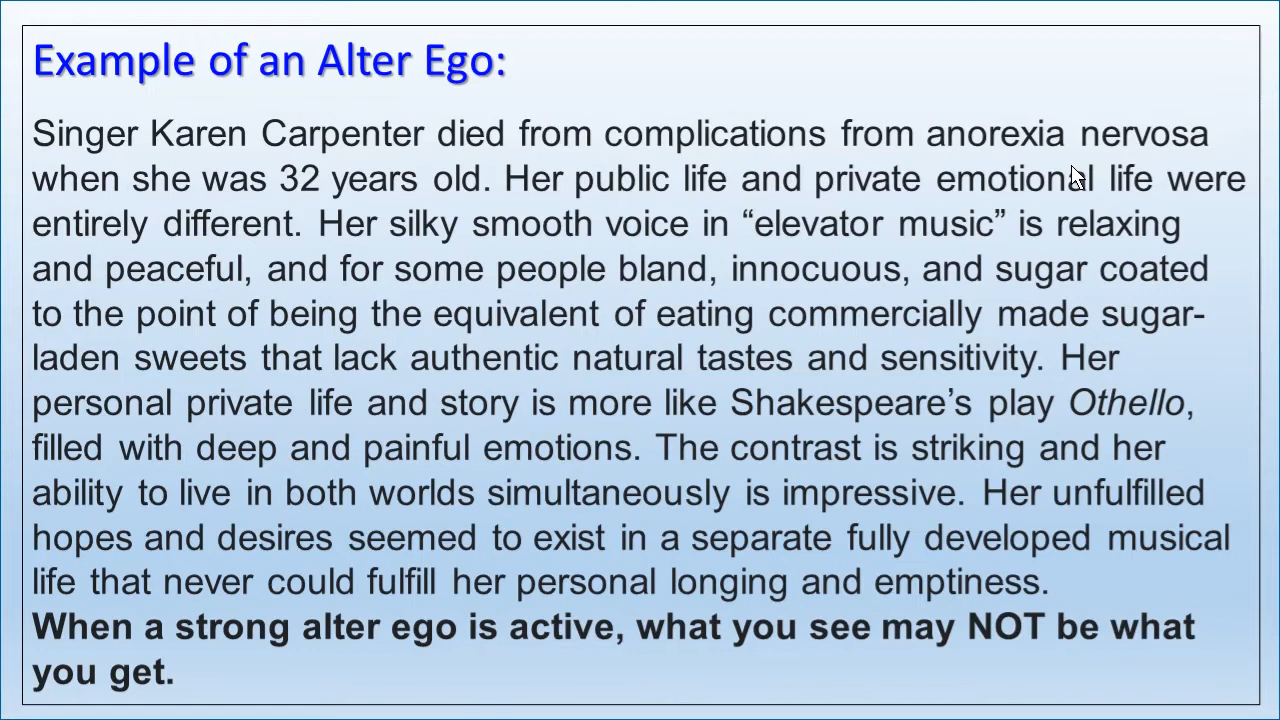 Example of an Alter Ego:
Singer Karen Carpenter died from complications from anorexia nervosa
when she was 32 years old. Her public life and private emotional life were
entirely different. Her silky smooth voice in “elevator music” is relaxing
and peaceful, and for some people bland, innocuous, and sugar coated
to the point of being the equivalent of eating commercially made sugar-
laden sweets that lack authentic natural tastes and sensitivity. Her
personal private life and story is more like Shakespeare’s play Othello,
filled with deep and painful emotions. The contrast is striking and her
ability to live in both worlds simultaneously is impressive. Her unfulfilled
hopes and desires seemed to exist in a separate fully developed musical
life that never could fulfill her personal longing and emptiness.
When a strong alter ego is active, what you see may NOT be what
you get.